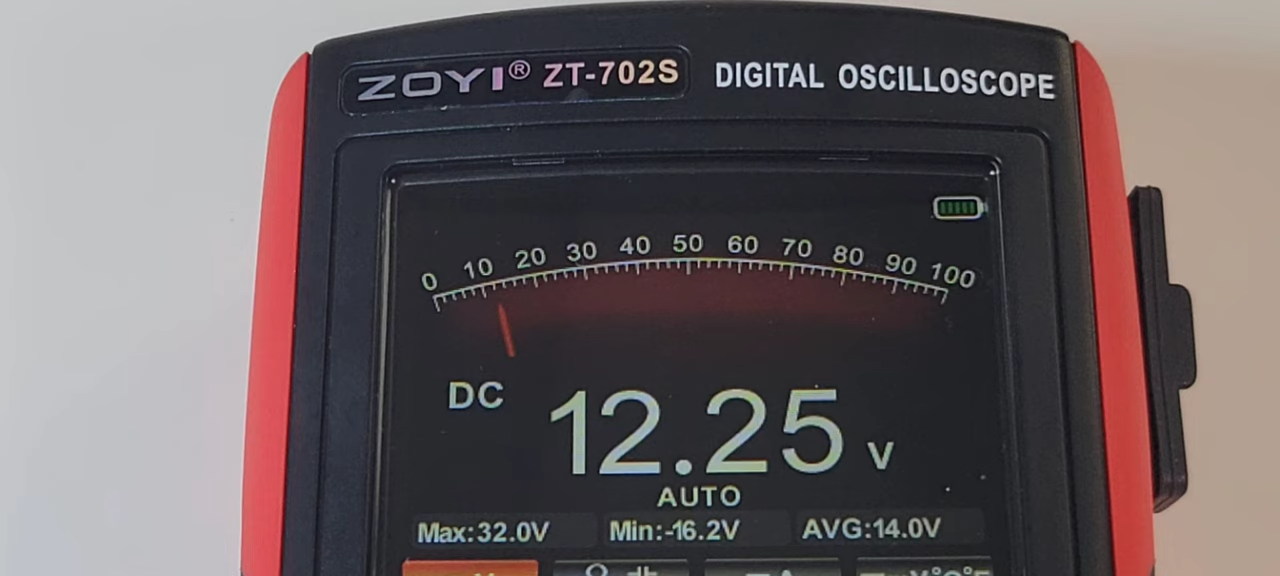 ZOYI® ZT-702S DIGITAL OSCILLOSCOPE
0 10 20 30 40 50 60 70 80 90 100
DC 12.25 V
AUTO
Max:32.0V Min:-16.2V AVG:14.0V